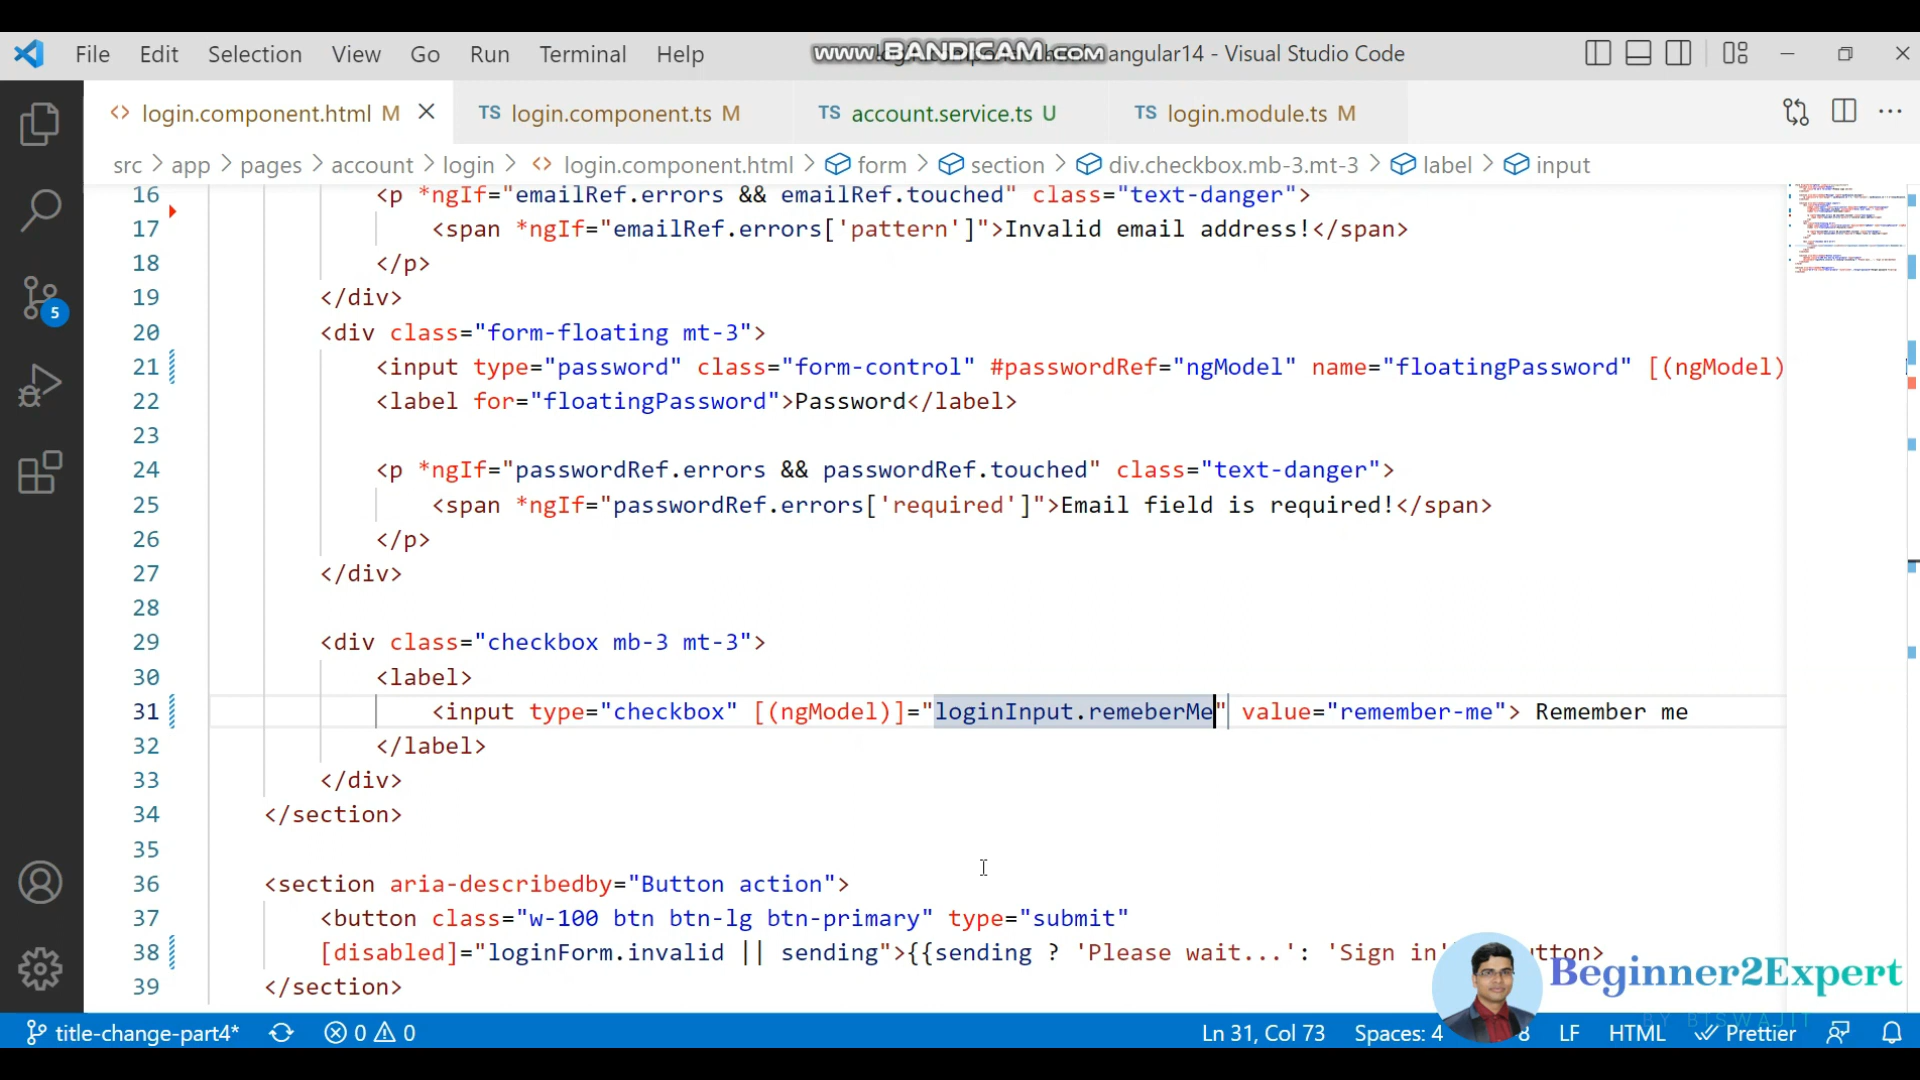 File Edit Selection View Go Run Terminal Help www.BANDICAM.com angular14 - Visual Studio Code
login.component.html M TS login.component.ts M TS account.service.ts U TS login.module.ts M
src > app > pages > account > login > login.component.html > form > section > div.checkbox.mb-3.mt-3 > label > input
16 <p *ngIf="emailRef.errors && emailRef.touched" class="text-danger">
17 <span *ngIf="emailRef.errors['pattern']">Invalid email address!</span>
18 </p>
19 </div>
20 <div class="form-floating mt-3">
21 <input type="password" class="form-control" #passwordRef="ngModel" name="floatingPassword" [(ngModel)
22 <label for="floatingPassword">Password</label>
23
24 <p *ngIf="passwordRef.errors && passwordRef.touched" class="text-danger">
25 <span *ngIf="passwordRef.errors['required']">Email field is required!</span>
26 </p>
27 </div>
28
29 <div class="checkbox mb-3 mt-3">
30 <label>
31 <input type="checkbox" [(ngModel)]="loginInput.remeberMe" value="remember-me"> Remember me
32 </label>
33 </div>
34 </section>
35
36 <section aria-describedby="Button action">
37 <button class="w-100 btn btn-lg btn-primary" type="submit"
38 [disabled]="loginForm.invalid || sending">{{sending ? 'Please wait...': 'Sign in' tton>
39 </section>
5
Beginner2Expert
BY BISWAJIT
title-change-part4* 0 0 Ln 31, Col 73 Spaces: 4 8 LF HTML Prettier